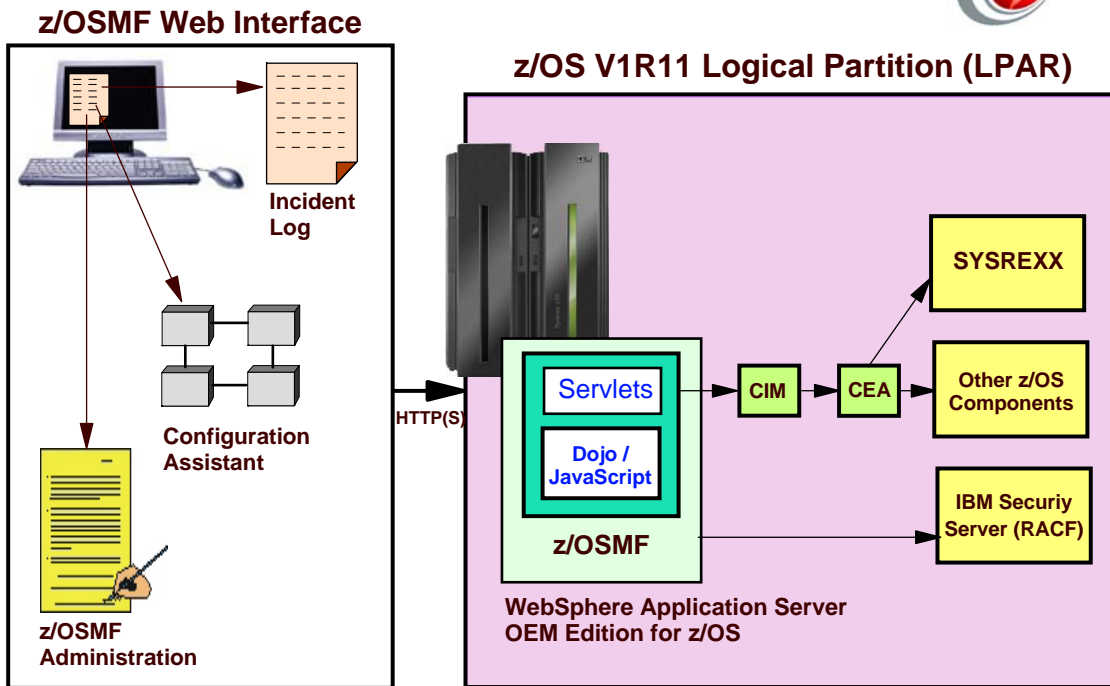 z/OSMF Web Interface
Incident
Log
Configuration
Assistant
z/OSMF
Administration
HTTP(S)
z/OS V1R11 Logical Partition (LPAR)
Servlets
Dojo /
JavaScript
z/OSMF
WebSphere Application Server
OEM Edition for z/OS
CIM
CEA
SYSREXX
Other z/OS
Components
IBM Securiy
Server (RACF)